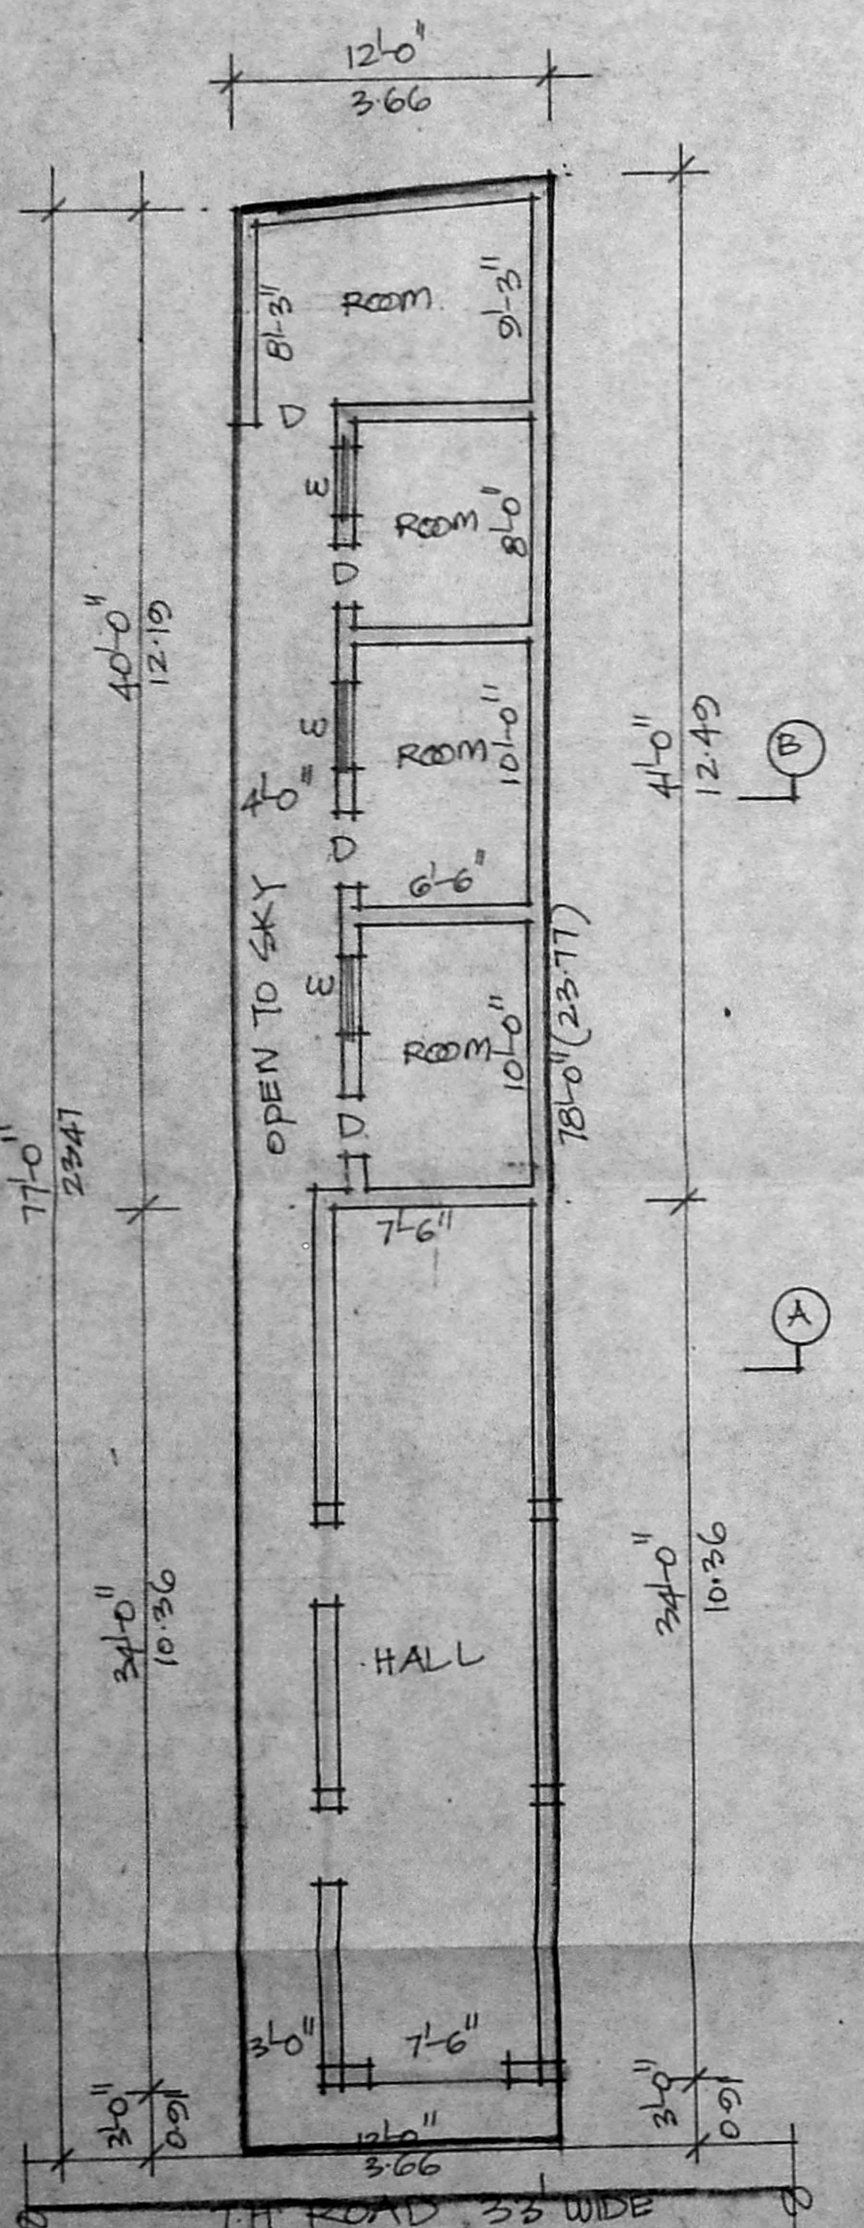 12'-0"
3.66
ROOM
8'-3"
9'-3"
D
W
ROOM
8'-0"
D
40'-0"
12.19
W
4'-0"
ROOM
10'-0"
41'-0"
12.49
B
D
6'-6"
OPEN TO SKY
W
ROOM
10'-0"
78'-0" (23.77)
D
77'-0"
23.47
7'-6"
A
34'-0"
10.36
HALL
34'-0"
10.36
3'-0"
7'-6"
3'-0"
0.91
3'-0"
0.91
12'-0"
3.66
T.H. ROAD 33' WIDE